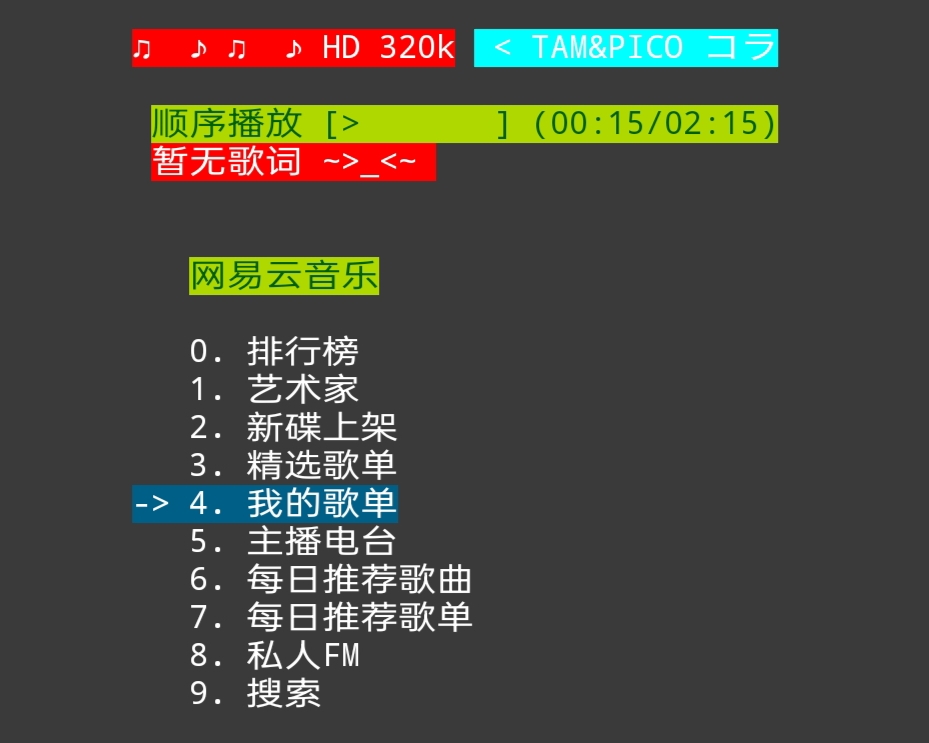 ♫ ♪ ♫ ♪ HD 320k < TAM&PICO コラ
顺序播放 [> ] (00:15/02:15)
暂无歌词 ~>_<~
网易云音乐
0. 排行榜
1. 艺术家
2. 新碟上架
3. 精选歌单
-> 4. 我的歌单
5. 主播电台
6. 每日推荐歌曲
7. 每日推荐歌单
8. 私人FM
9. 搜索